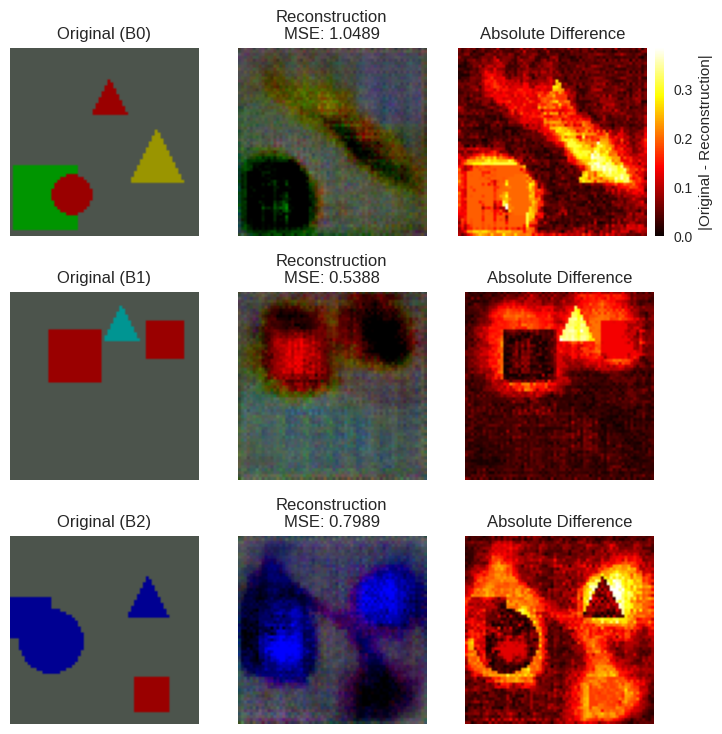 Original (B0)
Reconstruction
MSE: 1.0489
Absolute Difference
0.3
0.2
0.1
0.0
|Original - Reconstruction|
Original (B1)
Reconstruction
MSE: 0.5388
Absolute Difference
Original (B2)
Reconstruction
MSE: 0.7989
Absolute Difference